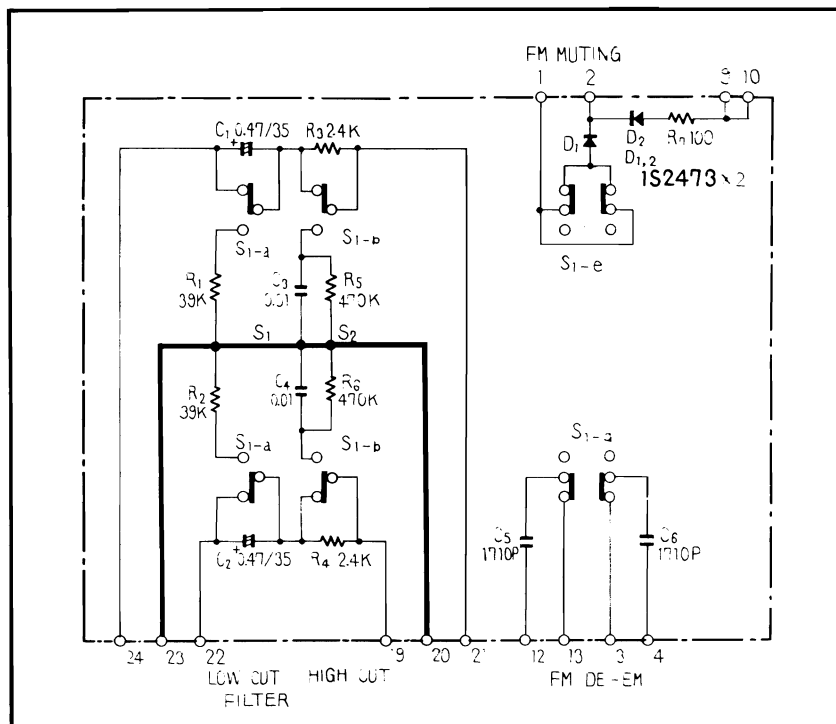 FM MUTING
1 2 9 10
C1 0.47/35 R3 2.4K
D1 D2 Rn 100
D1,2
1S2473×2
S1-a S1-b
S1-e
R1 39K
C3 0.01
R5 470K
S1 S2
R2 39K
C4 0.01
R6 470K
S1-a S1-b
S1-a
C2 0.47/35 R4 2.4K
C5 1710P
C6 1710P
24 23 22 19 20 21 12 13 3 4
LOW CUT HIGH CUT FM DE-EM
FILTER